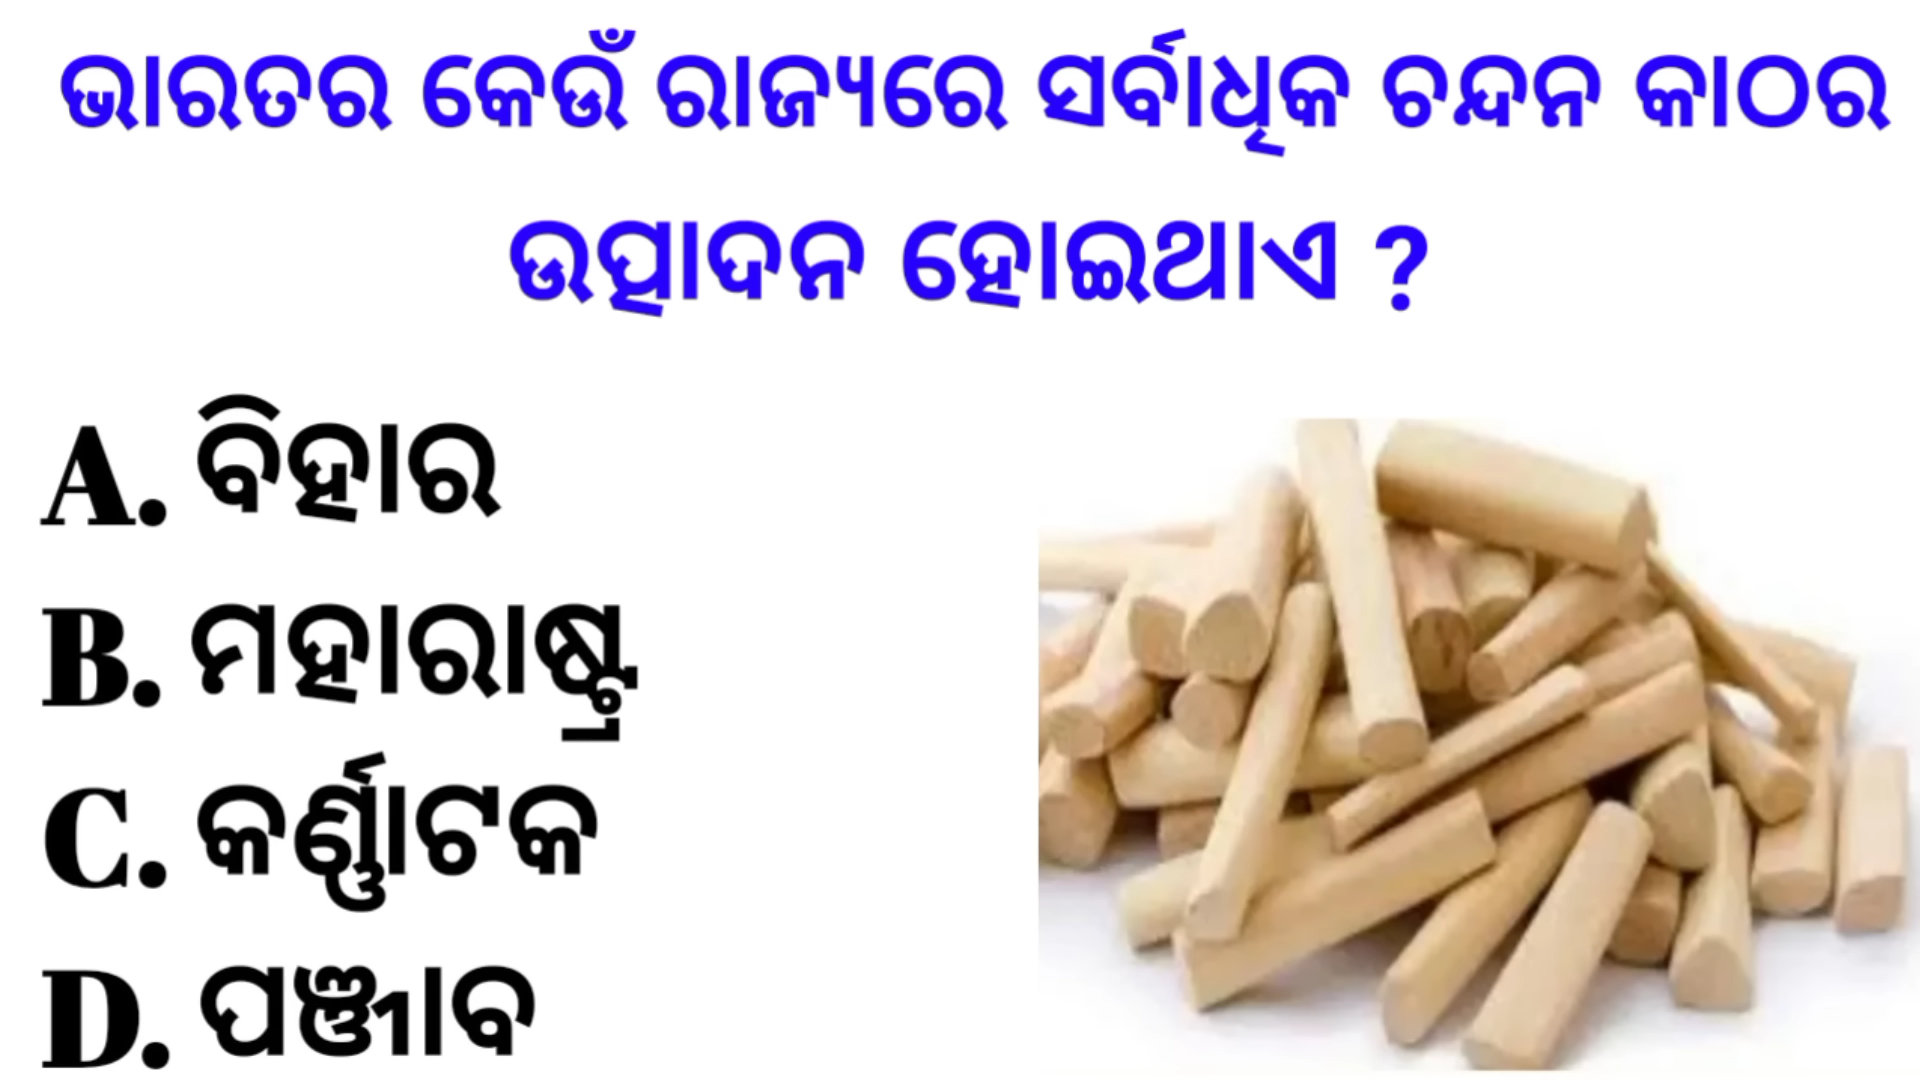 ଭାରତର କେଉଁ ରାଜ୍ୟରେ ସର୍ବାଧିକ ଚନ୍ଦନ କାଠର
ଉତ୍ପାଦନ ହୋଇଥାଏ ?
A. ବିହାର
B. ମହାରାଷ୍ଟ୍ର
C. କର୍ଣ୍ଣାଟକ
D. ପଞ୍ଜାବ